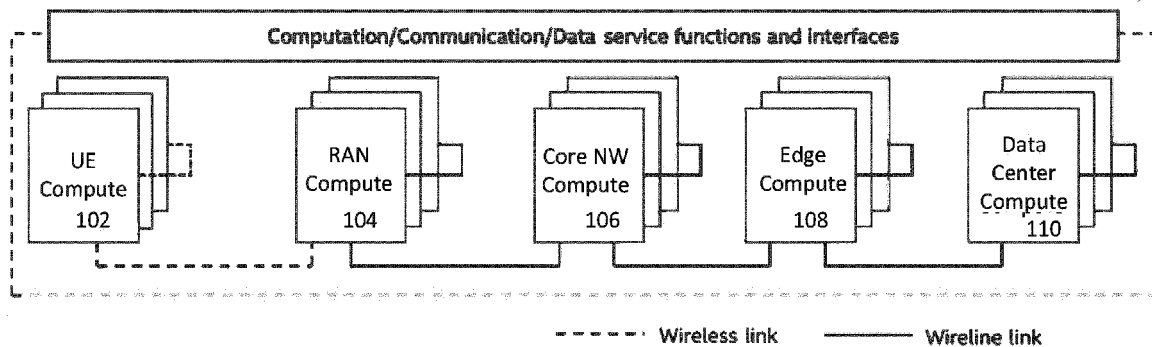 Computation/Communication/Data service functions and interfaces
UE
Compute
102
RAN
Compute
104
Core NW
Compute
106
Edge
Compute
108
Data
Center
Compute
110
Wireless link
Wireline link